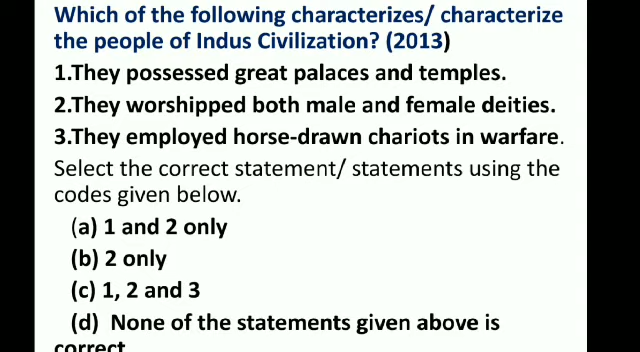 Which of the following characterizes/ characterize
the people of Indus Civilization? (2013)
1.They possessed great palaces and temples.
2.They worshipped both male and female deities.
3.They employed horse-drawn chariots in warfare.
Select the correct statement/ statements using the
codes given below.
(a) 1 and 2 only
(b) 2 only
(c) 1, 2 and 3
(d) None of the statements given above is
correct